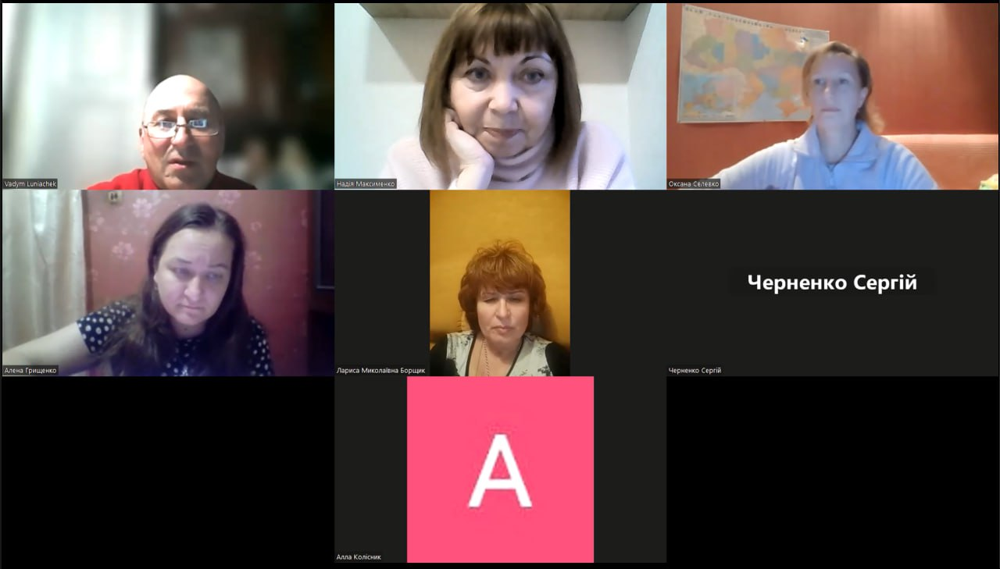 Vadym Luniachek
Надія Максименко
Оксана Селевко
Алена Грищенко
Лариса Миколаївна Борщик
Черненко Сергій
Черненко Сергій
A
Алла Колісник